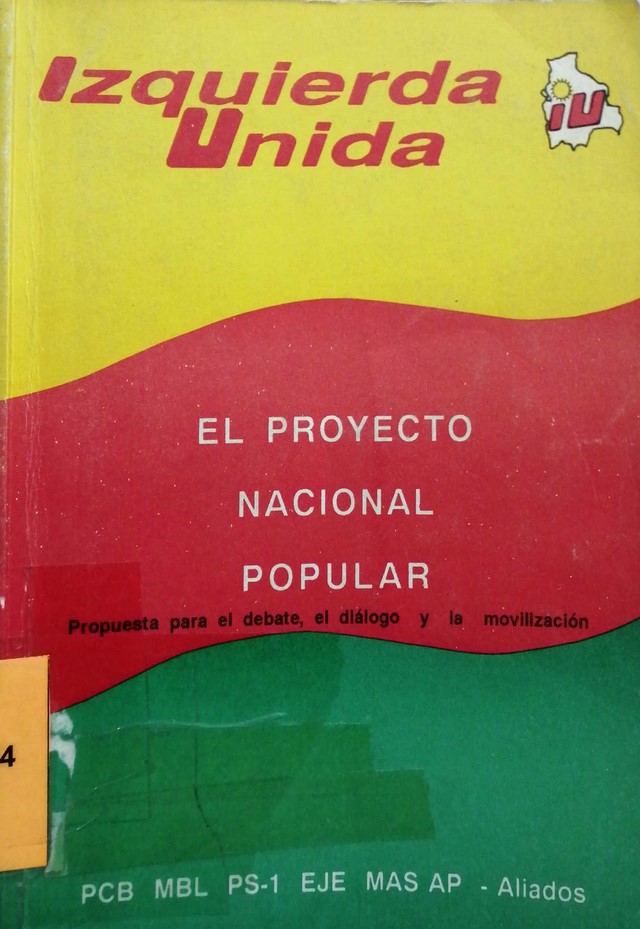 Izquierda
Unida
IU
EL PROYECTO
NACIONAL
POPULAR
Propuesta para el debate, el diálogo y la movilización
4
PCB MBL PS-1 EJE MAS AP - Aliados